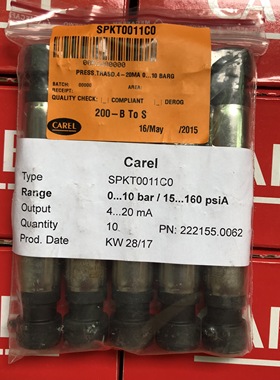 SPKT0011C0
PRESS.TRASD.4-20MA 0...10 BARG
BATCH 00000 AREA
RECEIPT:
QUALITY CHECK: COMPLIANT DEROG
200-B To S
CAREL
16/May /2015
Carel
Type SPKT0011C0
Range 0...10 bar / 15...160 psiA
Output 4...20 mA
Quantity 10 PN: 222155.0062
Prod. Date KW 28/17